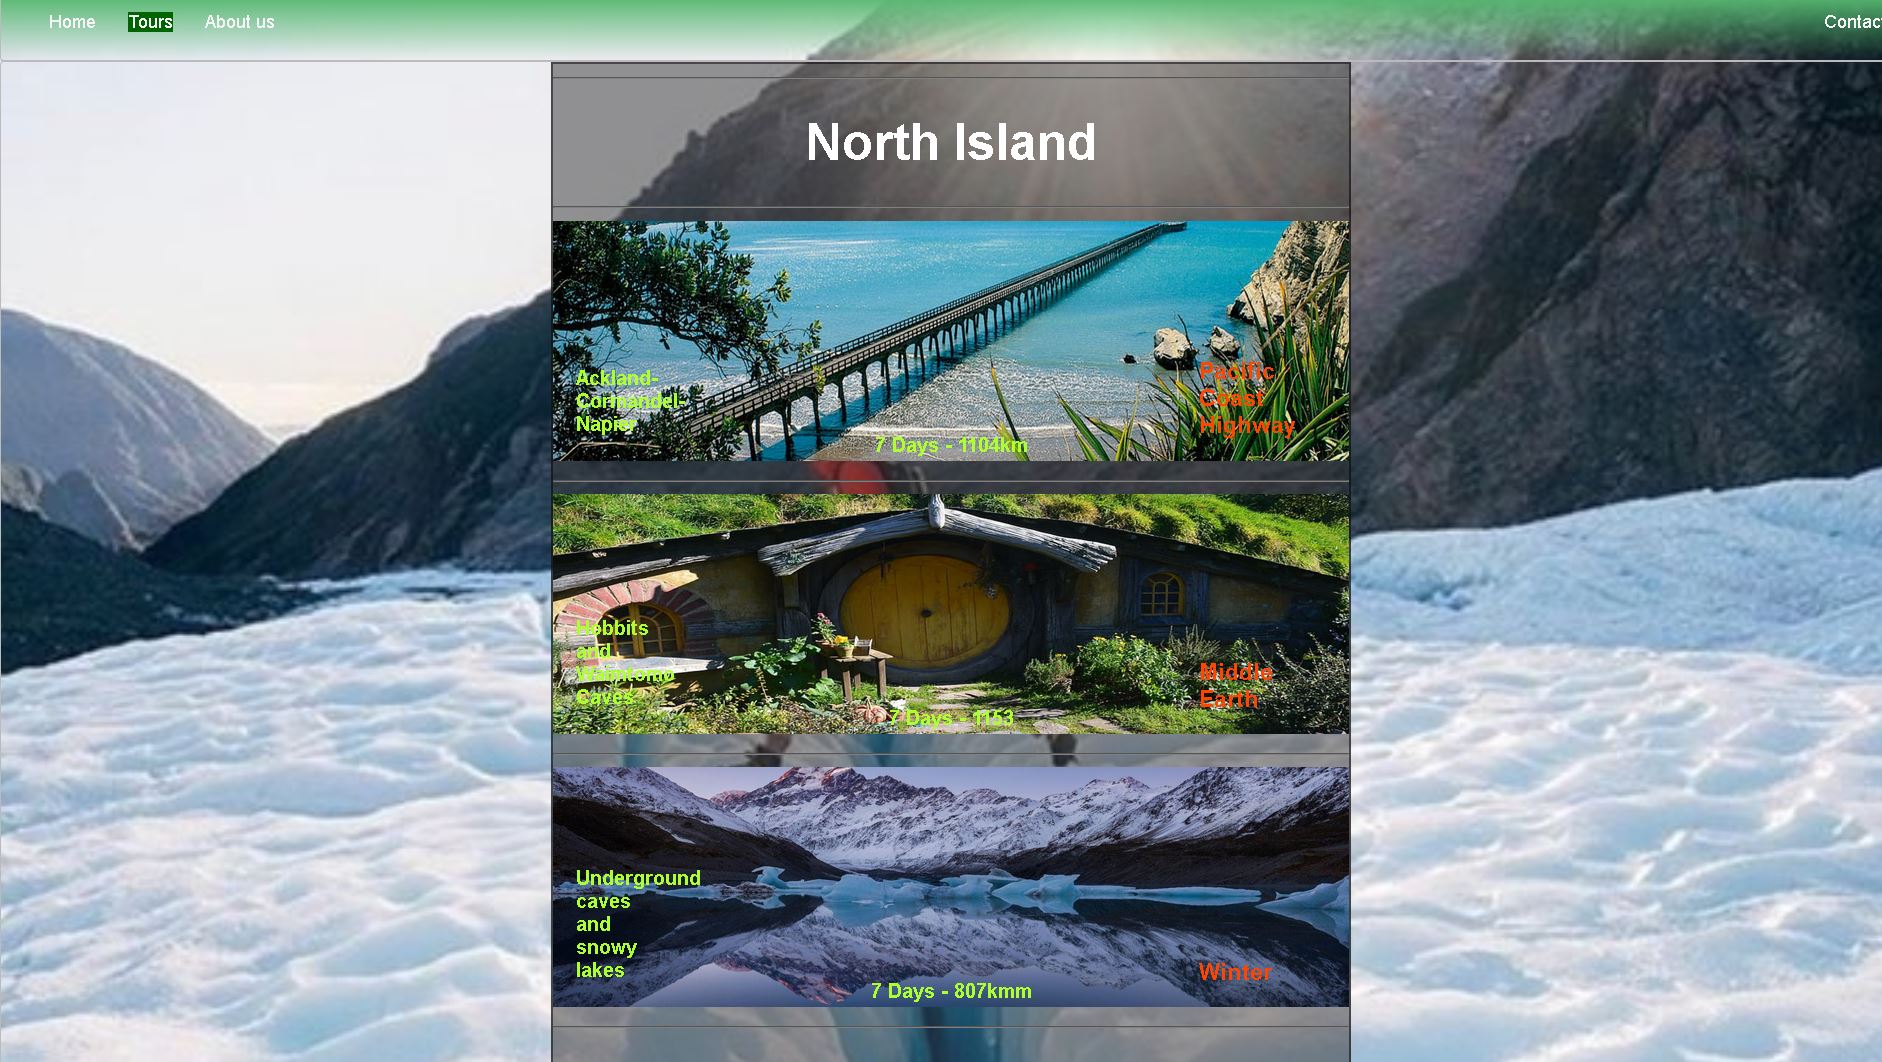 Home Tours About us Contac
North Island
Ackland-
Cormandel-
Napier
Pacific
Coast
Highway
7 Days - 1104km
Hobbits
and
Waimtomo
Caves
Middle
Earth
7 Days - 1153
Underground
caves
and
snowy
lakes
Winter
7 Days - 807kmm